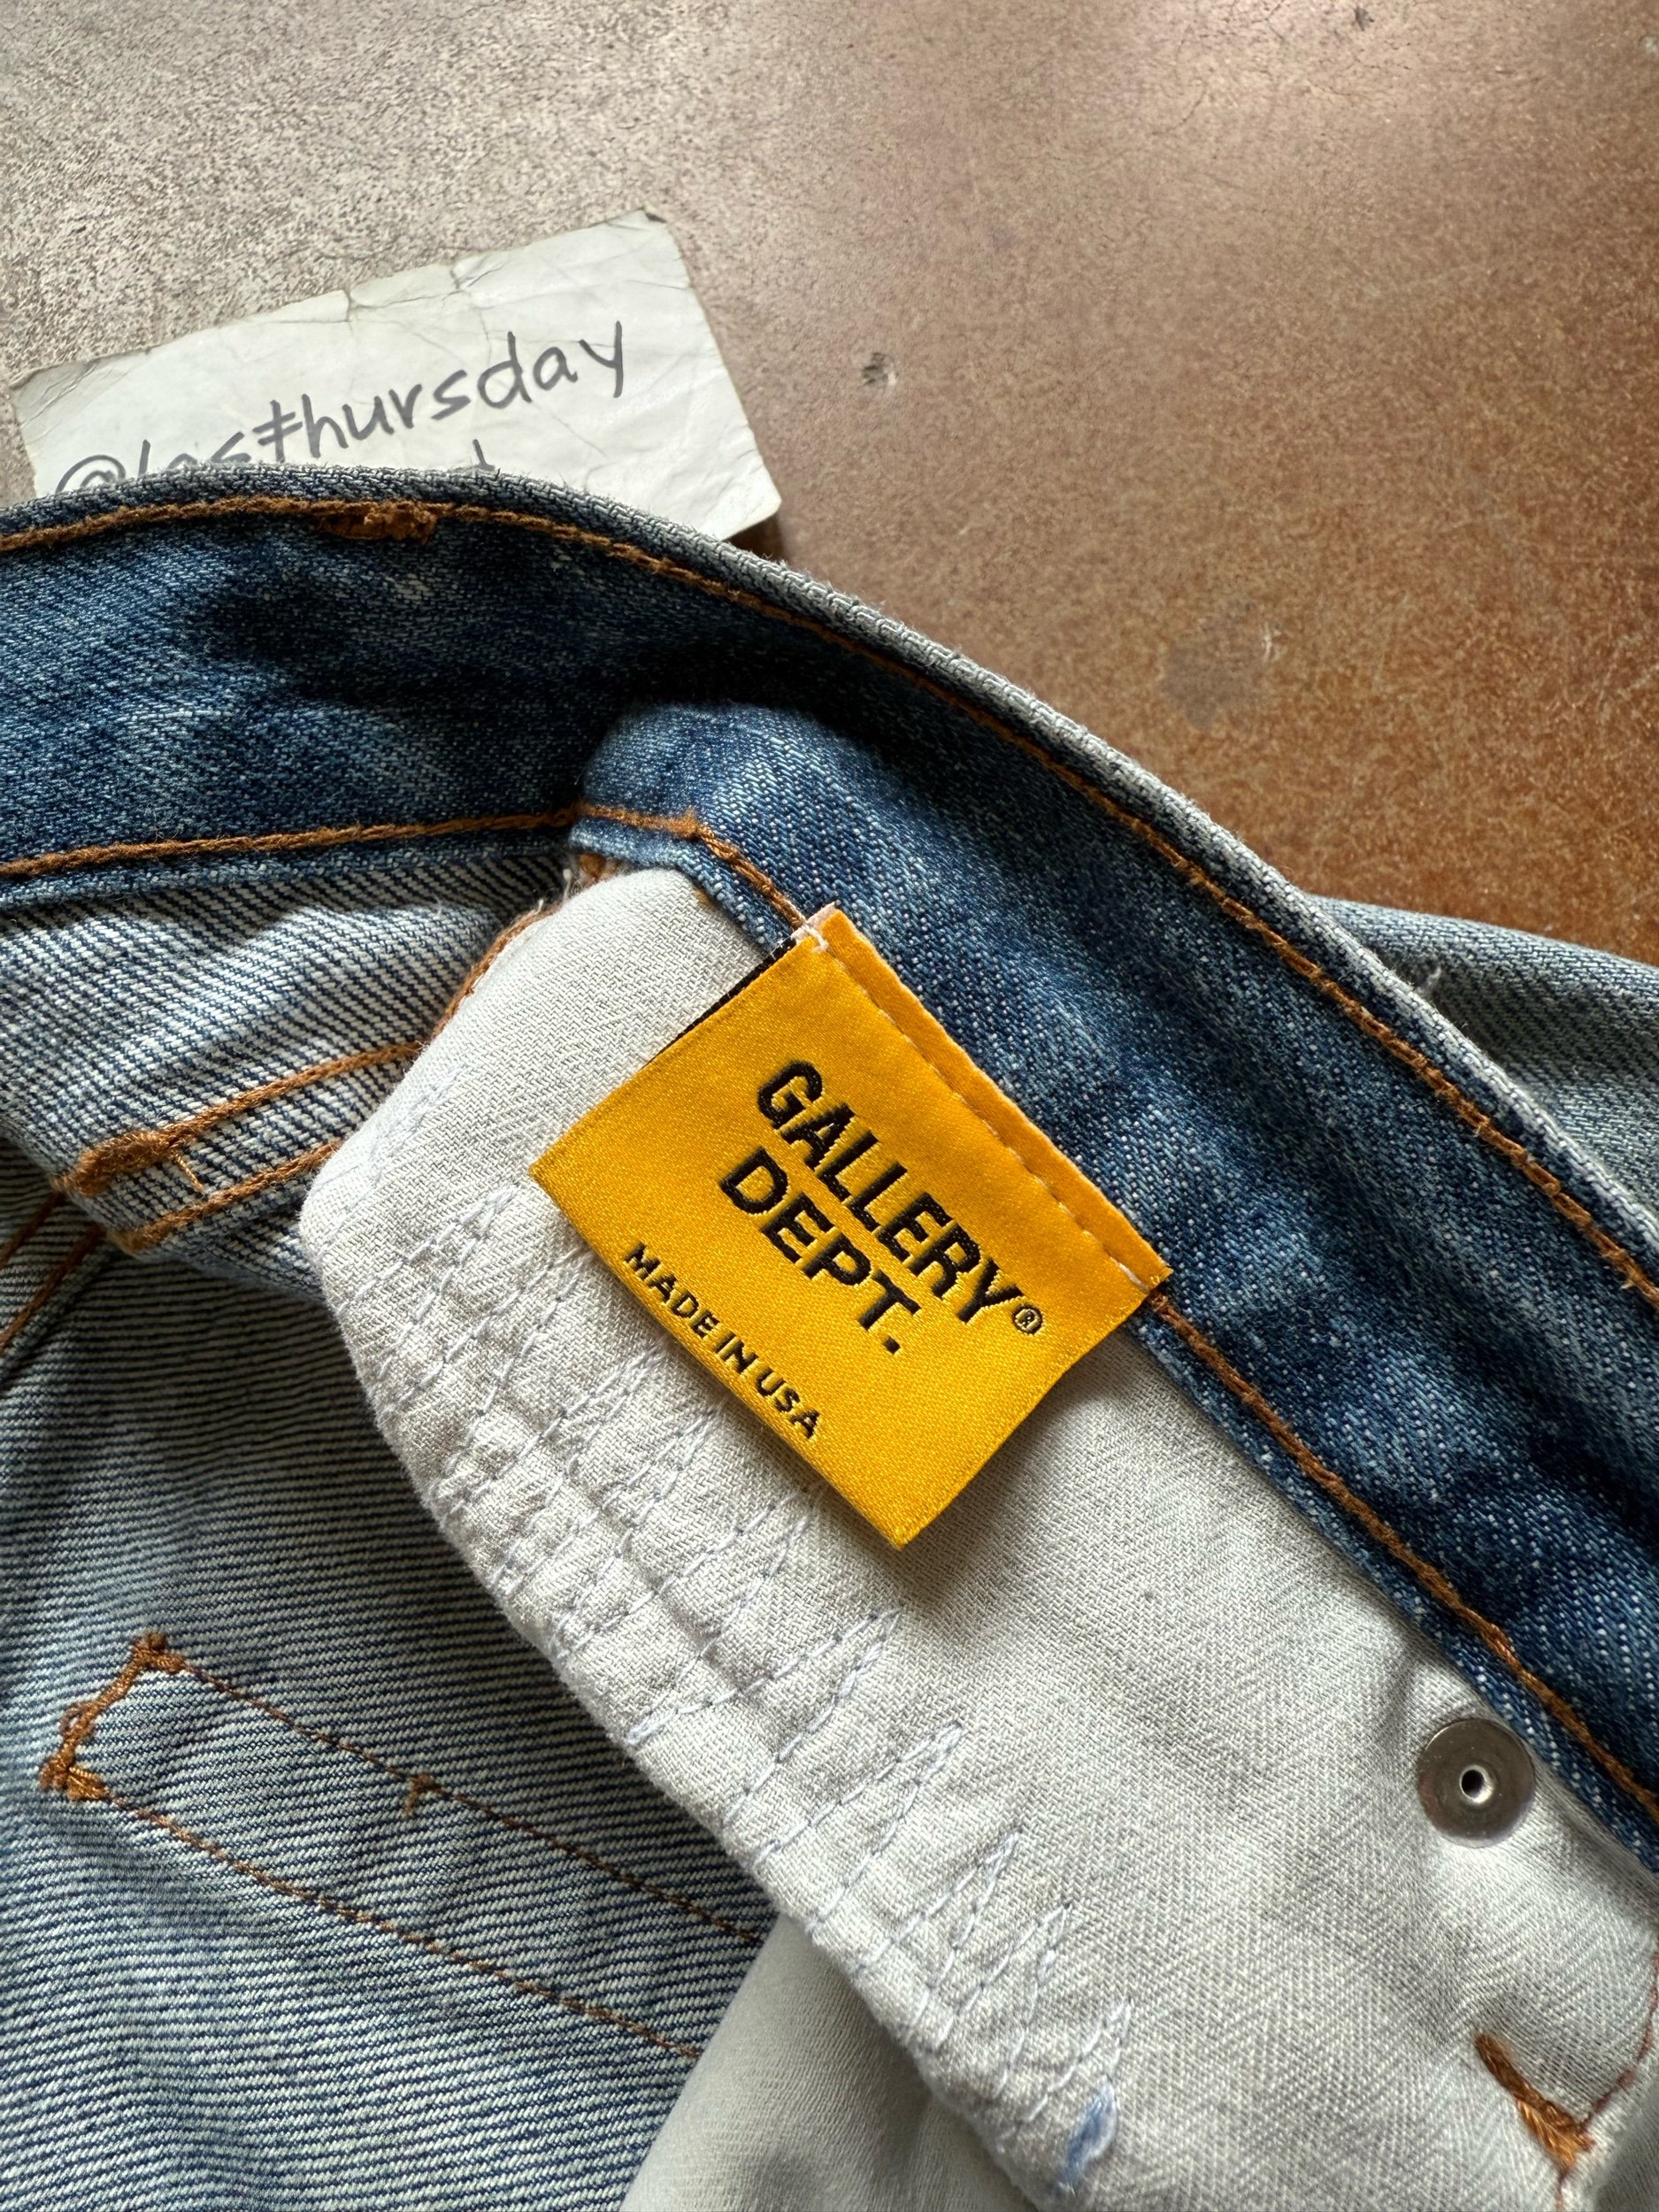 @lasthursday
GALLERY®
DEPT.
MADE IN USA